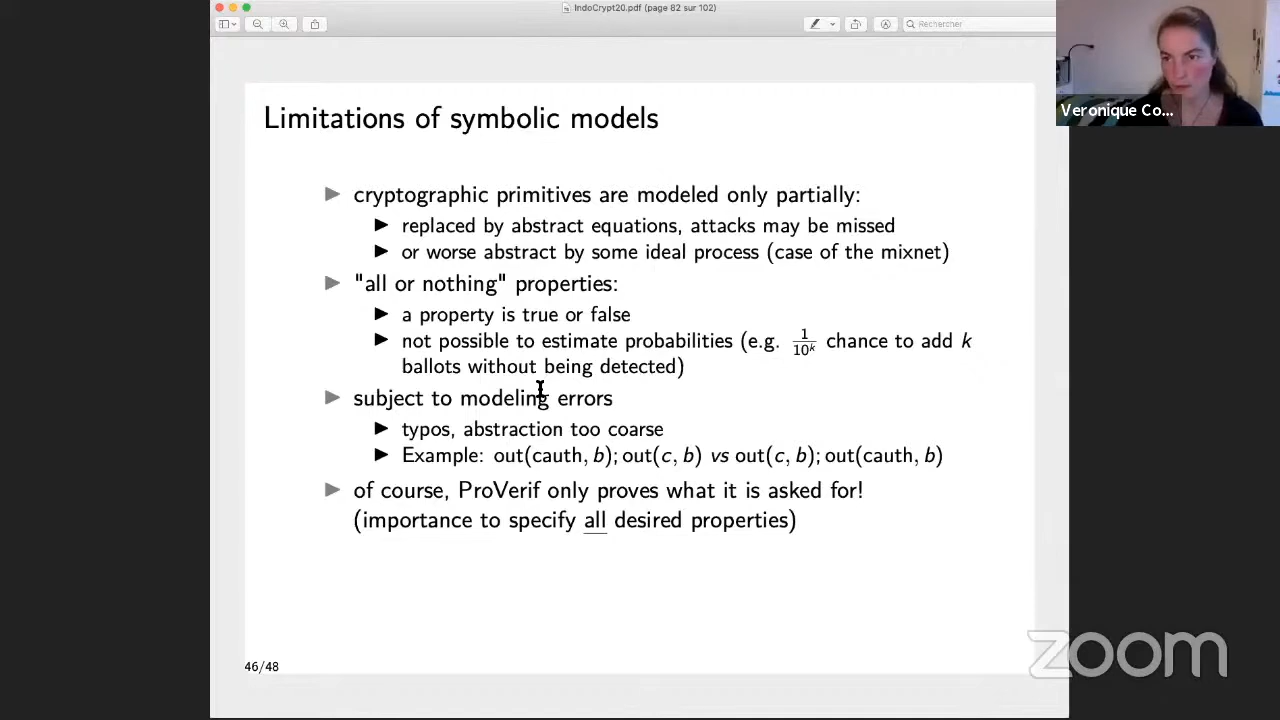 IndoCrypt20.pdf (page 82 sur 102)
Rechercher
Veronique Co...
Limitations of symbolic models
cryptographic primitives are modeled only partially:
replaced by abstract equations, attacks may be missed
or worse abstract by some ideal process (case of the mixnet)
"all or nothing" properties:
a property is true or false
not possible to estimate probabilities (e.g. 1/10^k chance to add k
ballots without being detected)
subject to modeling errors
typos, abstraction too coarse
Example: out(cauth, b); out(c, b) vs out(c, b); out(cauth, b)
of course, ProVerif only proves what it is asked for!
(importance to specify all desired properties)
46/48
zoom